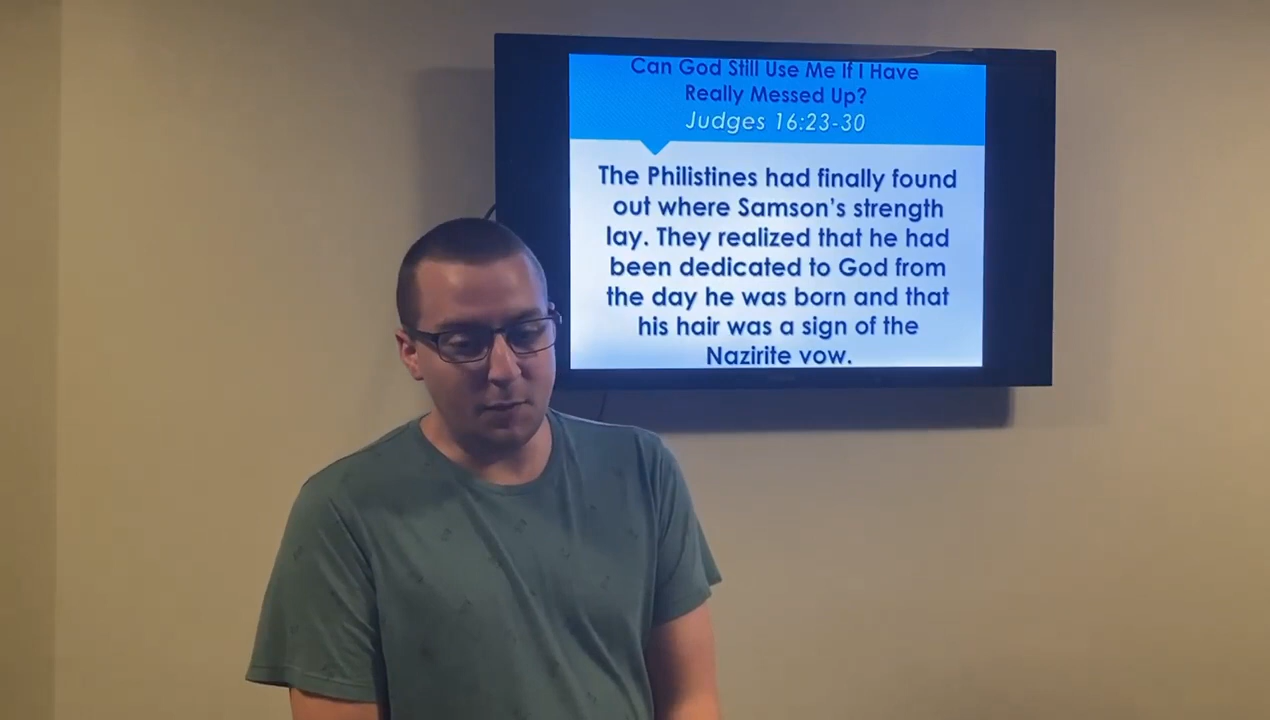 Can God Still Use Me If I Have
Really Messed Up?
Judges 16:23-30
The Philistines had finally found
out where Samson's strength
lay. They realized that he had
been dedicated to God from
the day he was born and that
his hair was a sign of the
Nazirite vow.